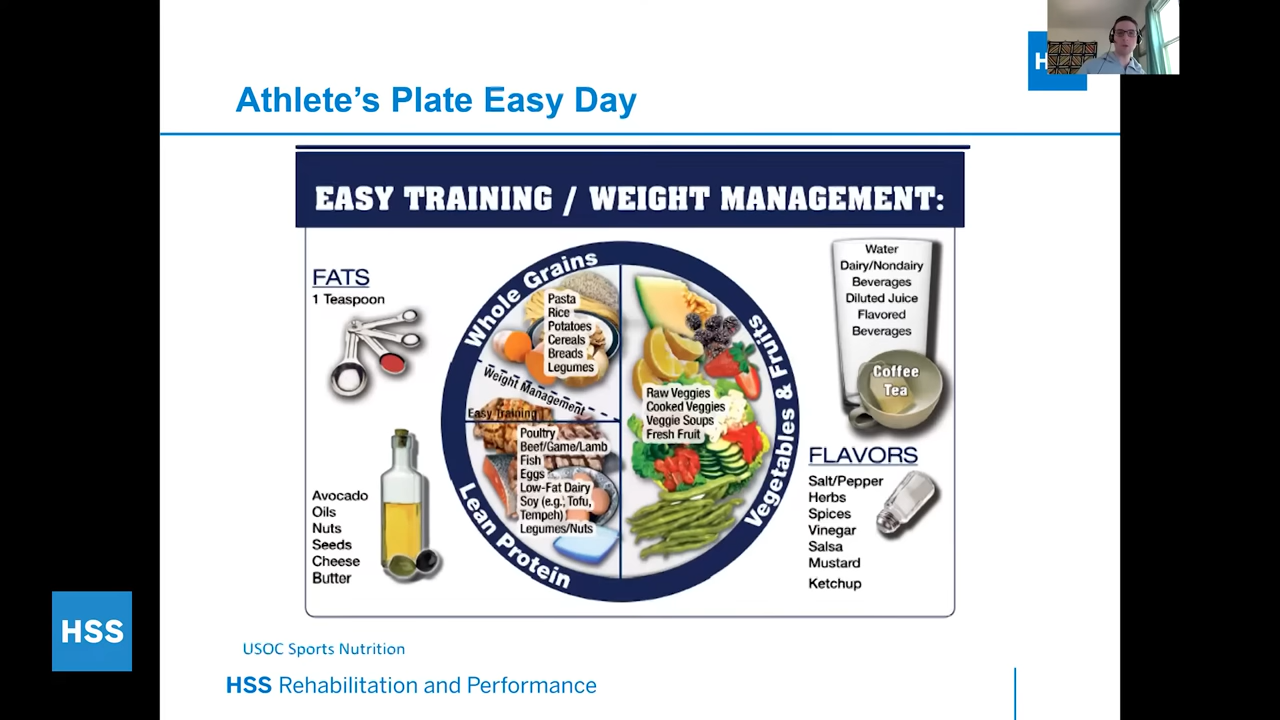 Athlete's Plate Easy Day
EASY TRAINING / WEIGHT MANAGEMENT:
FATS
1 Teaspoon
Avocado
Oils
Nuts
Seeds
Cheese
Butter
Whole Grains
Pasta
Rice
Potatoes
Cereals
Breads
Legumes
Weight Management
Easy Training
Poultry
Beef/Game/Lamb
Fish
Eggs
Low-Fat Dairy
Soy (e.g., Tofu,
Tempeh)
Legumes/Nuts
Lean Protein
Raw Veggies
Cooked Veggies
Veggie Soups
Fresh Fruit
Vegetables & Fruits
Water
Dairy/Nondairy
Beverages
Diluted Juice
Flavored
Beverages
Coffee
Tea
FLAVORS
Salt/Pepper
Herbs
Spices
Vinegar
Salsa
Mustard
Ketchup
HSS
USOC Sports Nutrition
HSS Rehabilitation and Performance